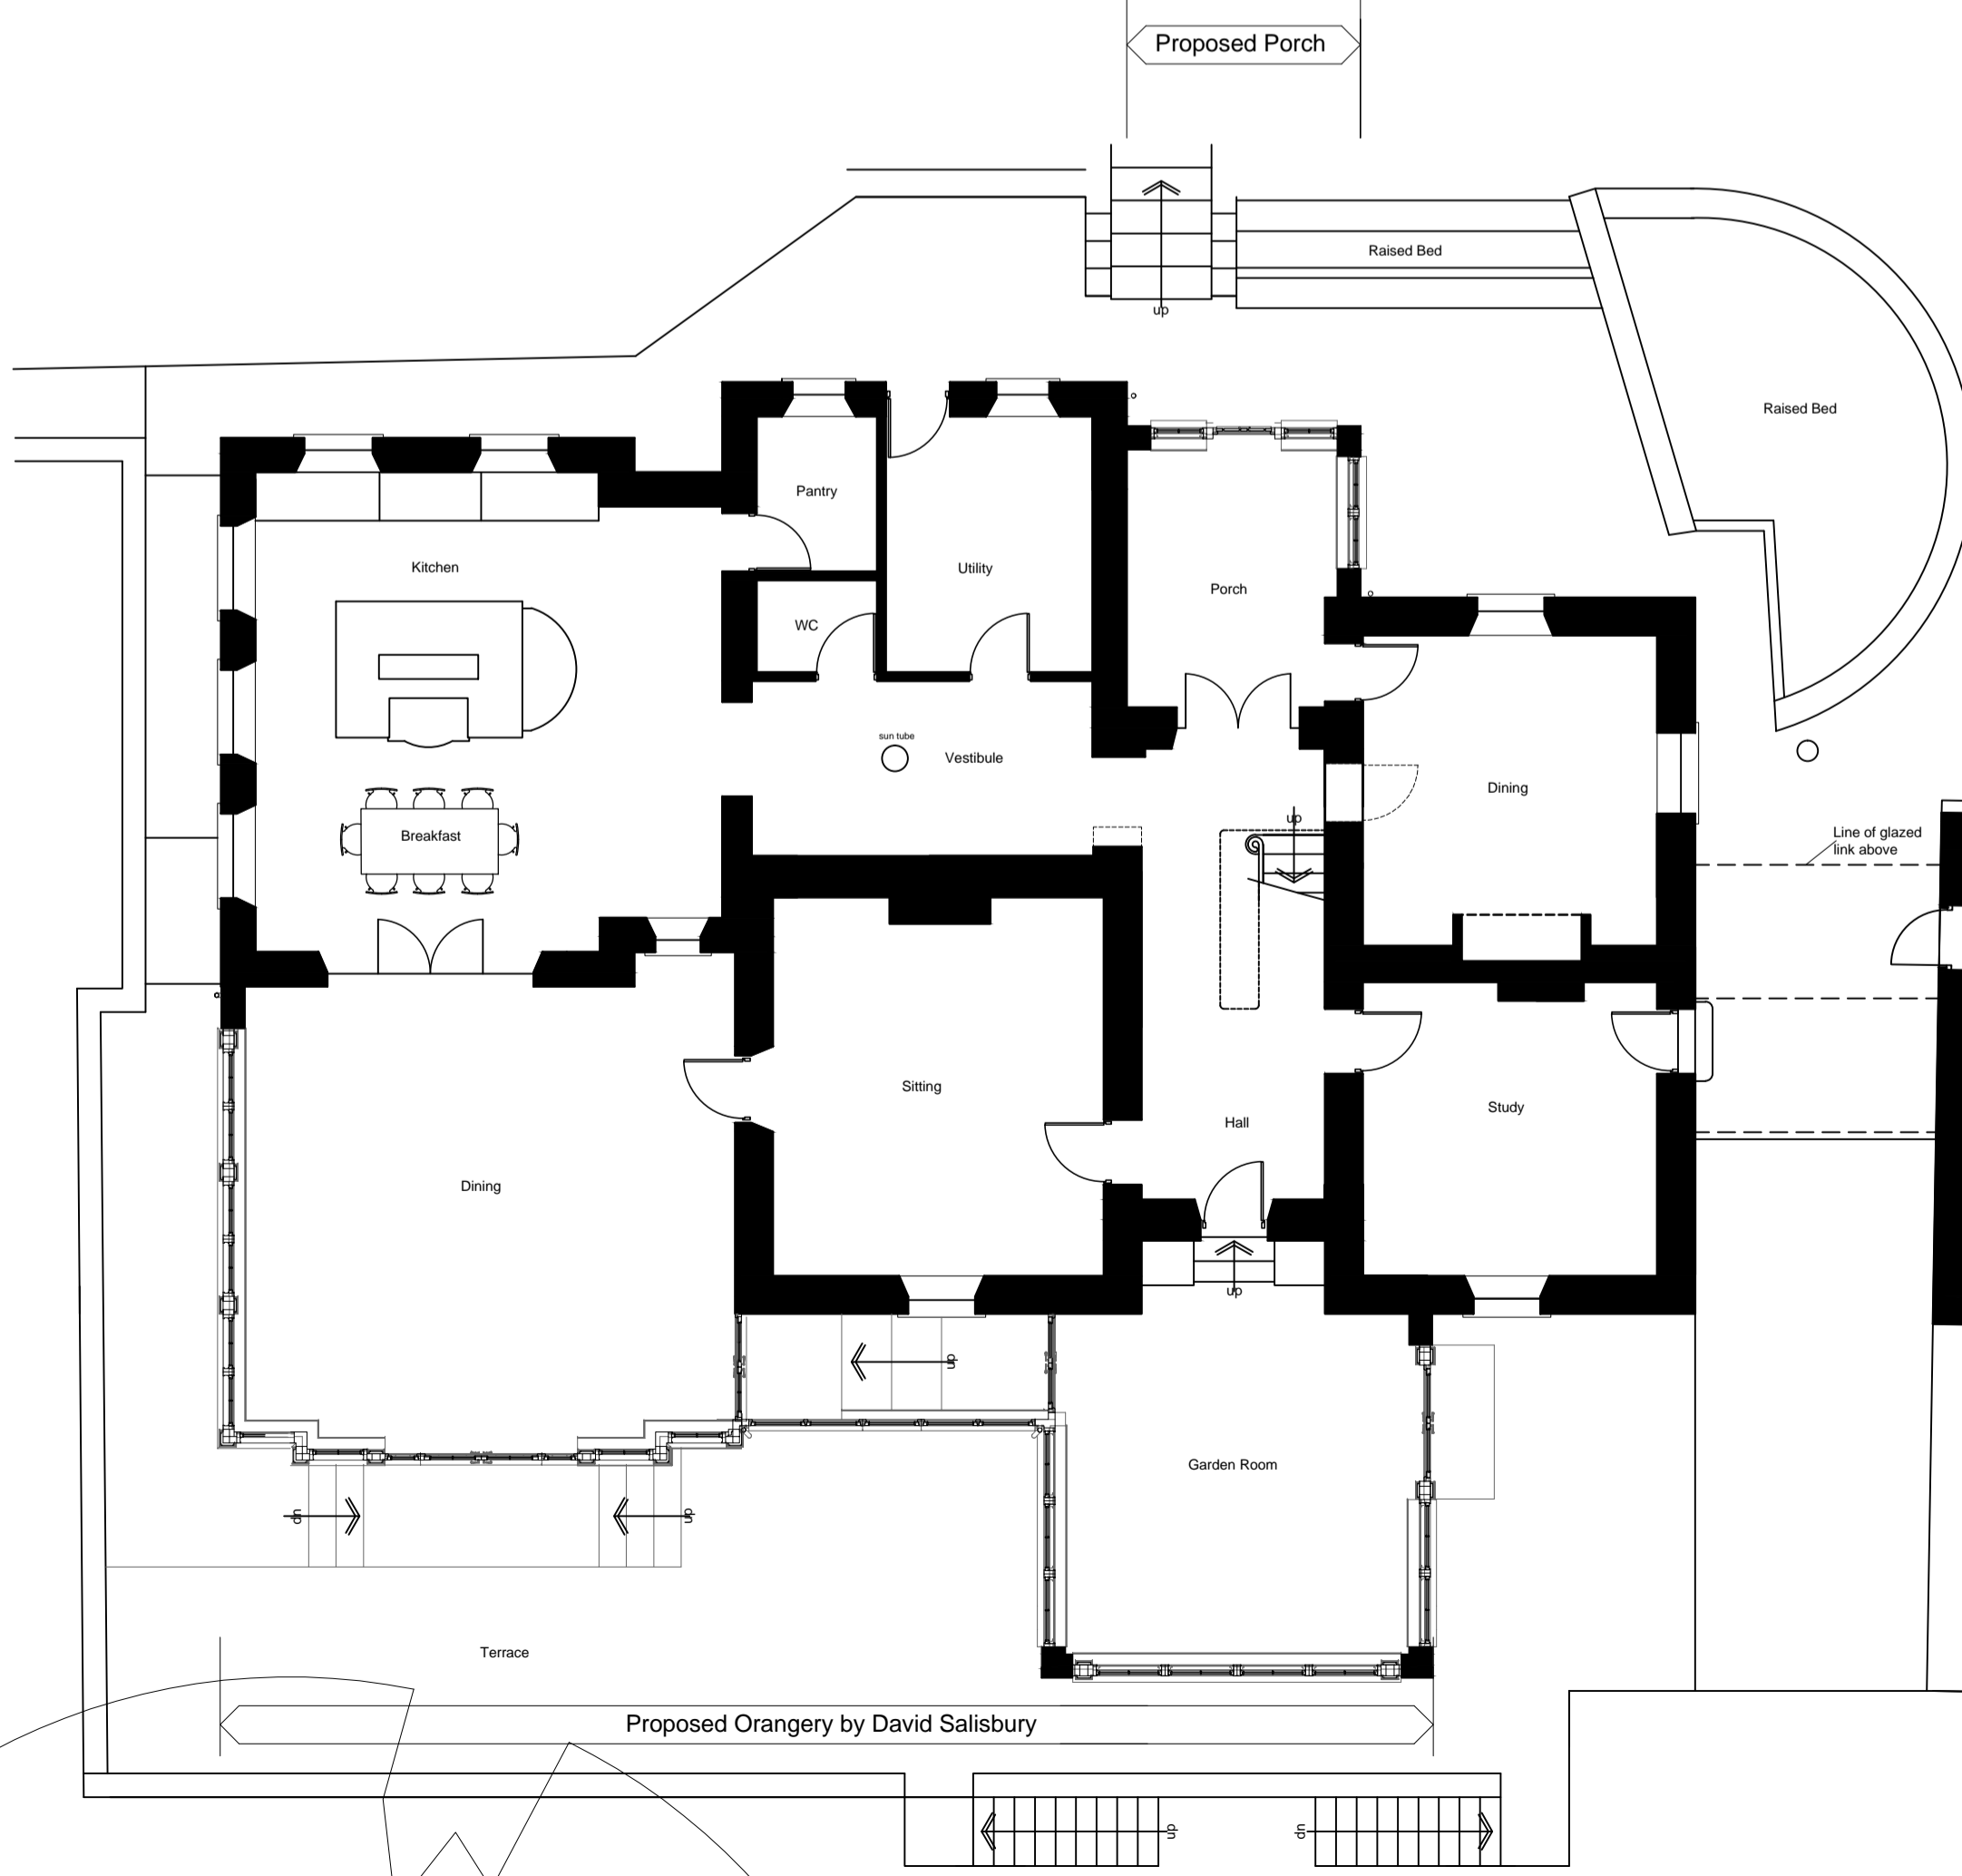 Proposed Porch
Raised Bed
up
Raised Bed
Pantry
Kitchen
Utility
Porch
WC
sun tube
Vestibule
Dining
up
Breakfast
Line of glazed
link above
Sitting
Study
Hall
Dining
up
up
Garden Room
dn
up
Terrace
Proposed Orangery by David Salisbury
up
dn